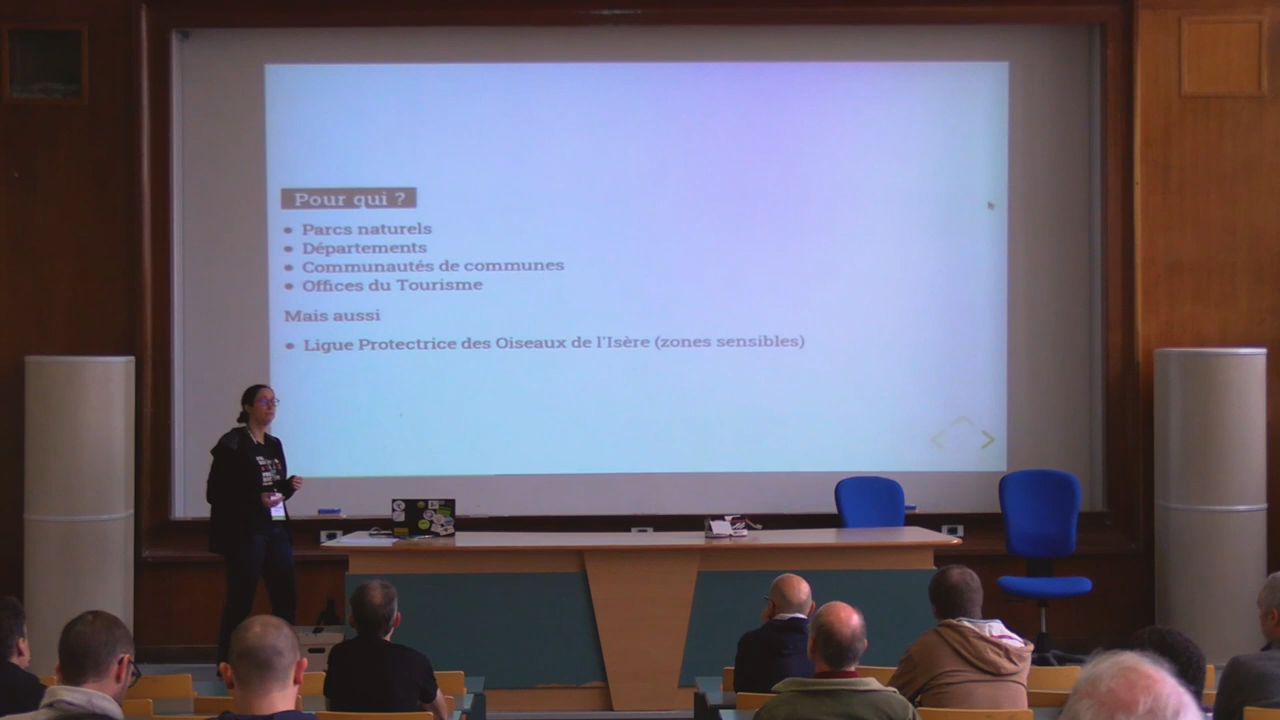 Pour qui ?
Parcs naturels
Départements
Communautés de communes
Offices du Tourisme
Mais aussi
Ligue Protectrice des Oiseaux de l'Isère (zones sensibles)